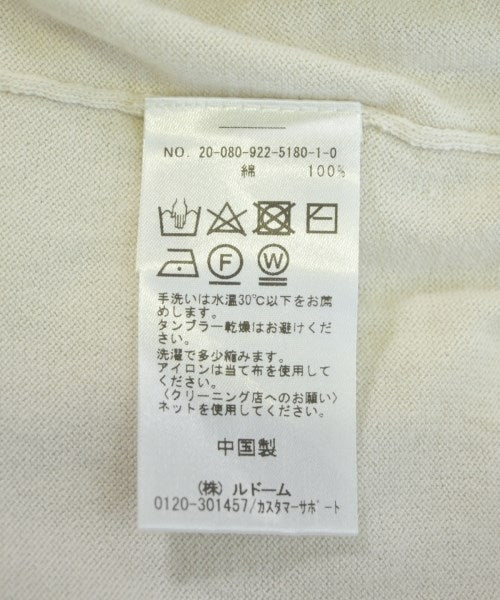 NO. 20-080-922-5180-1-0
綿 100%
F W
手洗いは水温30℃以下をお薦
めします。
タンブラー乾燥はお避けくださ
い。
洗濯で多少縮みます。
アイロンは当て布を使用して
ください。
〈クリーニング店へのお願い〉
ネットを使用してください。
中国製
(株) ルドーム
0120-301457/カスタマーサポート